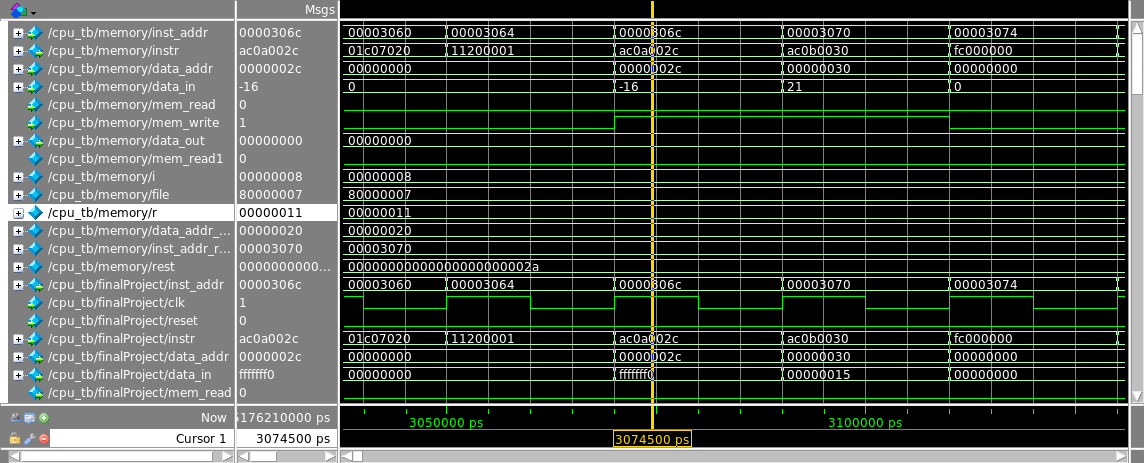 Msgs
/cpu_tb/memory/inst_addr 0000306c 00003060 00003064 0000306c 00003070 00003074
/cpu_tb/memory/instr ac0a002c 01c07020 11200001 ac0a002c ac0b0030 fc000000
/cpu_tb/memory/data_addr 0000002c 00000000 0000002c 00000030 00000000
/cpu_tb/memory/data_in -16 0 -16 21 0
/cpu_tb/memory/mem_read 0
/cpu_tb/memory/mem_write 1
/cpu_tb/memory/data_out 00000000 00000000
/cpu_tb/memory/mem_read1 0
/cpu_tb/memory/i 00000008 00000008
/cpu_tb/memory/file 80000007 80000007
/cpu_tb/memory/r 00000011 00000011
/cpu_tb/memory/data_addr_... 00000020 00000020
/cpu_tb/memory/inst_addr_r... 00003070 00003070
/cpu_tb/memory/rest 0000000000... 00000000000000000000002a
/cpu_tb/finalProject/inst_addr 0000306c 00003060 00003064 0000306c 00003070 00003074
/cpu_tb/finalProject/clk 1
/cpu_tb/finalProject/reset 0
/cpu_tb/finalProject/instr ac0a002c 01c07020 11200001 ac0a002c ac0b0030 fc000000
/cpu_tb/finalProject/data_addr 0000002c 00000000 0000002c 00000030 00000000
/cpu_tb/finalProject/data_in fffffff0 00000000 fffffff0 00000015 00000000
/cpu_tb/finalProject/mem_read 0
Now 5176210000 ps 3050000 ps 3100000 ps
Cursor 1 3074500 ps 3074500 ps